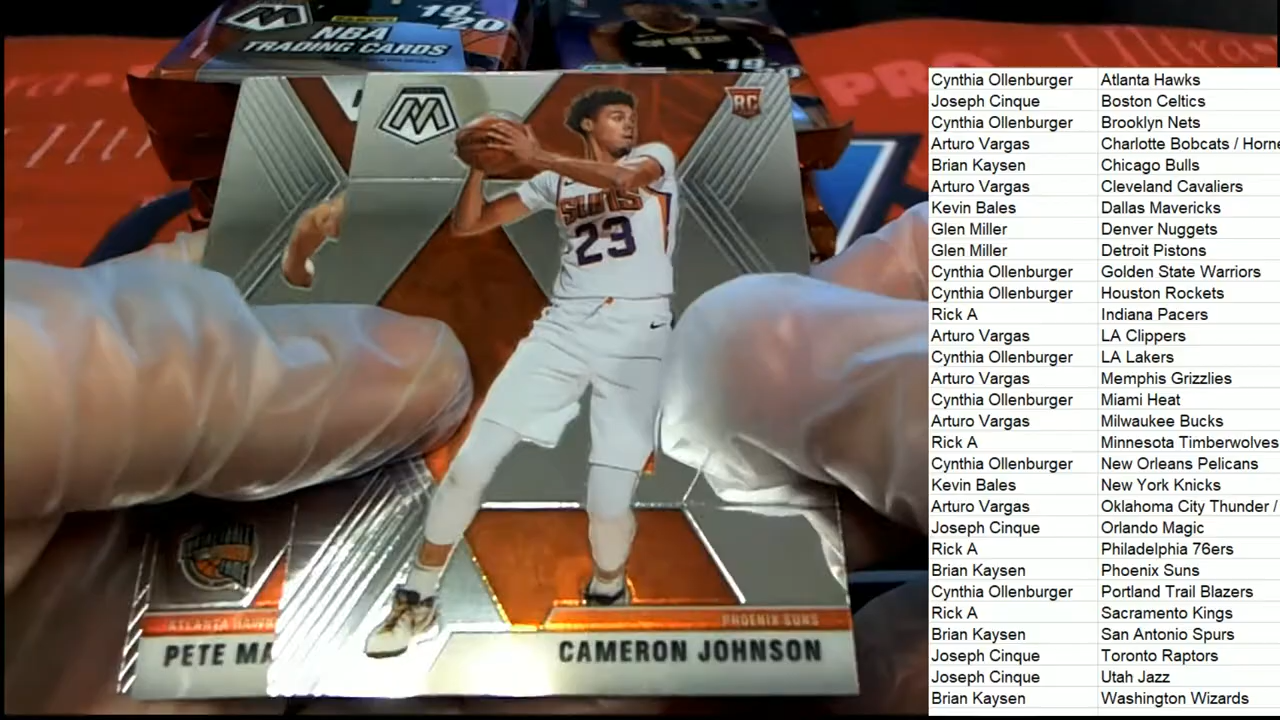 19-20
PANINI
NBA
TRADING CARDS
NEW ORLEANS
1
19-20
RC
SUNS
23
ATLANTA HAWKS
PHOENIX SUNS
PETE MA
CAMERON JOHNSON
Cynthia Ollenburger Atlanta Hawks
Joseph Cinque Boston Celtics
Cynthia Ollenburger Brooklyn Nets
Arturo Vargas Charlotte Bobcats / Horne
Brian Kaysen Chicago Bulls
Arturo Vargas Cleveland Cavaliers
Kevin Bales Dallas Mavericks
Glen Miller Denver Nuggets
Glen Miller Detroit Pistons
Cynthia Ollenburger Golden State Warriors
Cynthia Ollenburger Houston Rockets
Rick A Indiana Pacers
Arturo Vargas LA Clippers
Cynthia Ollenburger LA Lakers
Arturo Vargas Memphis Grizzlies
Cynthia Ollenburger Miami Heat
Arturo Vargas Milwaukee Bucks
Rick A Minnesota Timberwolves
Cynthia Ollenburger New Orleans Pelicans
Kevin Bales New York Knicks
Arturo Vargas Oklahoma City Thunder /
Joseph Cinque Orlando Magic
Rick A Philadelphia 76ers
Brian Kaysen Phoenix Suns
Cynthia Ollenburger Portland Trail Blazers
Rick A Sacramento Kings
Brian Kaysen San Antonio Spurs
Joseph Cinque Toronto Raptors
Joseph Cinque Utah Jazz
Brian Kaysen Washington Wizards